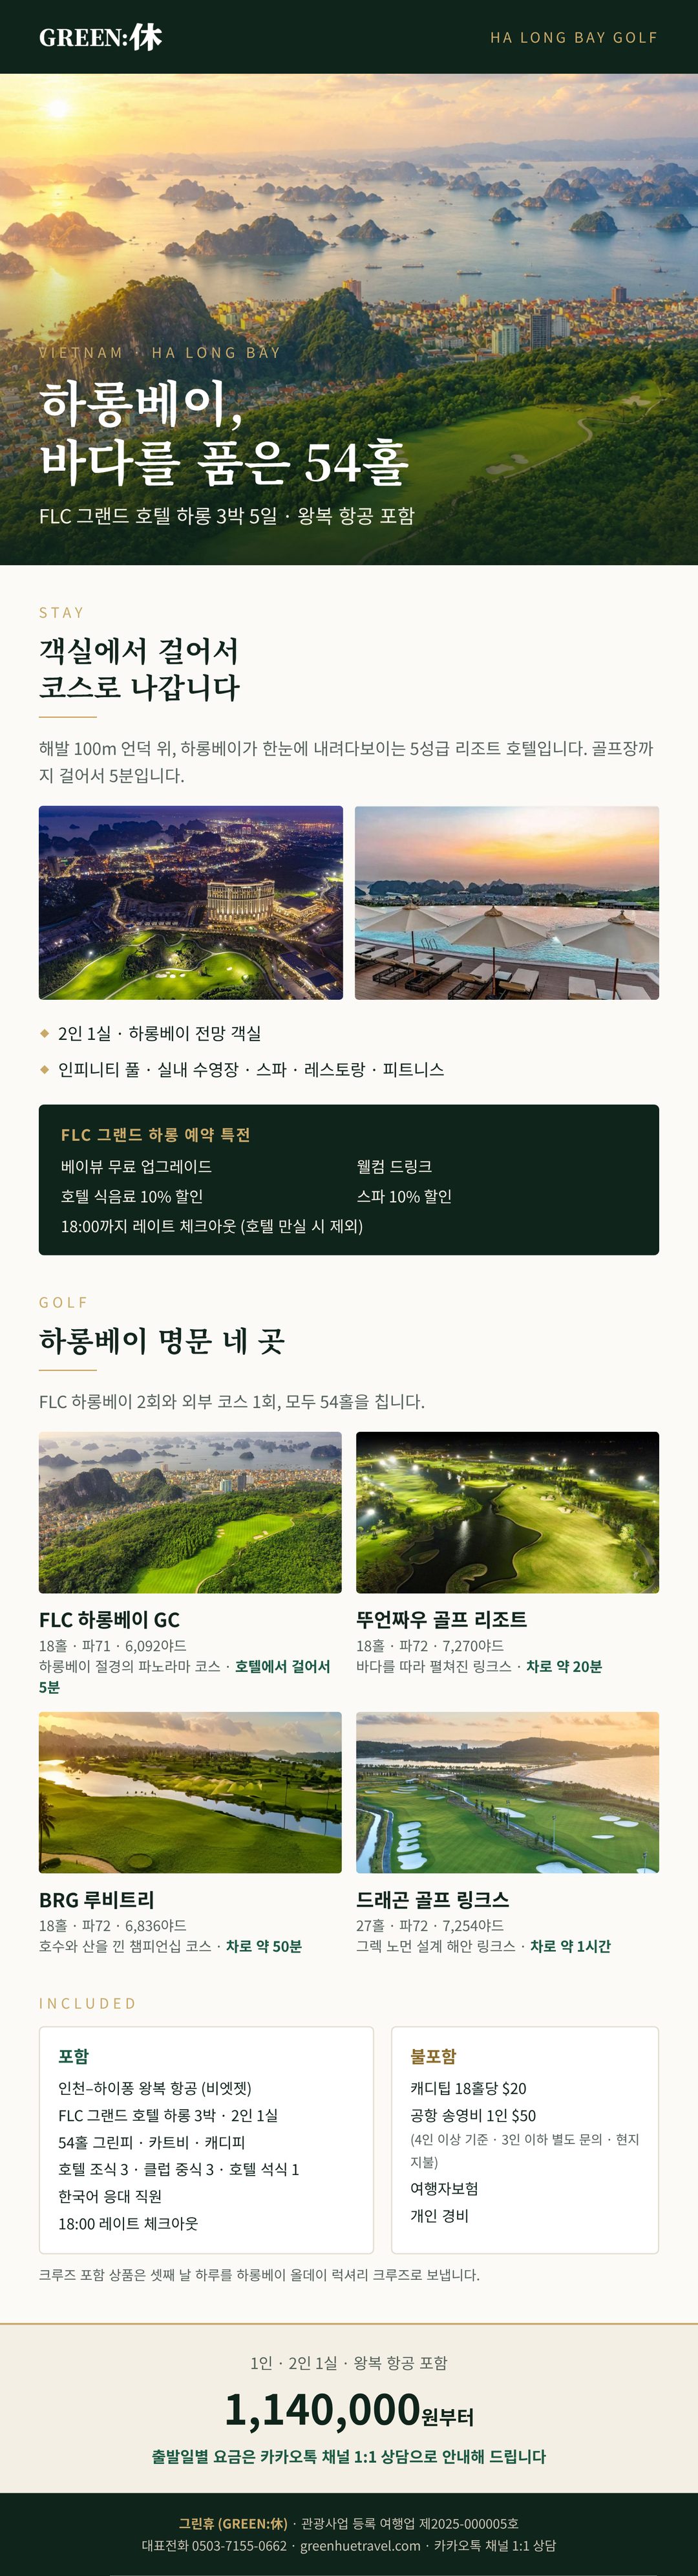 GREEN:休
HA LONG BAY GOLF
VIETNAM · HA LONG BAY
하롱베이,
바다를 품은 54홀
FLC 그랜드 호텔 하롱 3박 5일 · 왕복 항공 포함
STAY
객실에서 걸어서
코스로 나갑니다
해발 100m 언덕 위, 하롱베이가 한눈에 내려다보이는 5성급 리조트 호텔입니다. 골프장까
지 걸어서 5분입니다.
◆ 2인 1실 · 하롱베이 전망 객실
◆ 인피니티 풀 · 실내 수영장 · 스파 · 레스토랑 · 피트니스
FLC 그랜드 하롱 예약 특전
베이뷰 무료 업그레이드
웰컴 드링크
호텔 식음료 10% 할인
스파 10% 할인
18:00까지 레이트 체크아웃 (호텔 만실 시 제외)
GOLF
하롱베이 명문 네 곳
FLC 하롱베이 2회와 외부 코스 1회, 모두 54홀을 칩니다.
FLC 하롱베이 GC
18홀 · 파71 · 6,092야드
하롱베이 절경의 파노라마 코스 · 호텔에서 걸어서
5분
뚜언짜우 골프 리조트
18홀 · 파72 · 7,270야드
바다를 따라 펼쳐진 링크스 · 차로 약 20분
BRG 루비트리
18홀 · 파72 · 6,836야드
호수와 산을 낀 챔피언십 코스 · 차로 약 50분
드래곤 골프 링크스
27홀 · 파72 · 7,254야드
그렉 노먼 설계 해안 링크스 · 차로 약 1시간
INCLUDED
포함
인천–하이퐁 왕복 항공 (비엣젯)
FLC 그랜드 호텔 하롱 3박 · 2인 1실
54홀 그린피 · 카트비 · 캐디피
호텔 조식 3 · 클럽 중식 3 · 호텔 석식 1
한국어 응대 직원
18:00 레이트 체크아웃
불포함
캐디팁 18홀당 $20
공항 송영비 1인 $50
(4인 이상 기준 · 3인 이하 별도 문의 · 현지
지불)
여행자보험
개인 경비
크루즈 포함 상품은 셋째 날 하루를 하롱베이 올데이 럭셔리 크루즈로 보냅니다.
1인 · 2인 1실 · 왕복 항공 포함
1,140,000원부터
출발일별 요금은 카카오톡 채널 1:1 상담으로 안내해 드립니다
그린휴 (GREEN:休) · 관광사업 등록 여행업 제2025-000005호
대표전화 0503-7155-0662 · greenhuetravel.com · 카카오톡 채널 1:1 상담